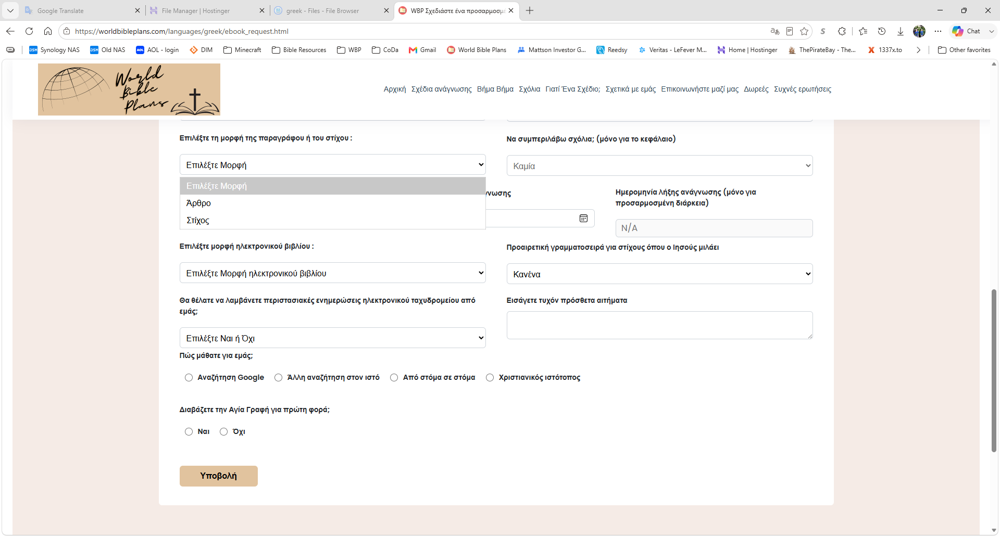 Google Translate
File Manager | Hostinger
greek - Files - File Browser
WBP Σχεδιάστε ένα προσαρμοσμ
https://worldbibleplans.com/languages/greek/ebook_request.html
Chat
Synology NAS
Old NAS
AOL - login
DIM
Minecraft
Bible Resources
WBP
CoDa
Gmail
World Bible Plans
Mattson Investor G...
Reedsy
Veritas - LeFever M...
Home | Hostinger
ThePirateBay - The...
1337x.to
Other favorites
World
Bible
Plans
Αρχική
Σχέδια ανάγνωσης
Βήμα Βήμα
Σχόλια
Γιατί Ένα Σχέδιο;
Σχετικά με εμάς
Επικοινωνήστε μαζί μας
Δωρεές
Συχνές ερωτήσεις
Επιλέξτε τη μορφή της παραγράφου ή του στίχου :
Να συμπεριλάβω σχόλια; (μόνο για το κεφάλαιο)
Επιλέξτε Μορφή
Καμία
Επιλέξτε Μορφή
Άρθρο
Στίχος
γνωσης
Ημερομηνία λήξης ανάγνωσης (μόνο για
προσαρμοσμένη διάρκεια)
N/A
Επιλέξτε μορφή ηλεκτρονικού βιβλίου :
Προαιρετική γραμματοσειρά για στίχους όπου ο Ιησούς μιλάει
Επιλέξτε Μορφή ηλεκτρονικού βιβλίου
Κανένα
Θα θέλατε να λαμβάνετε περιστασιακές ενημερώσεις ηλεκτρονικού ταχυδρομείου από
εμάς;
Εισάγετε τυχόν πρόσθετα αιτήματα
Επιλέξτε Ναι ή Όχι
Πώς μάθατε για εμάς;
Αναζήτηση Google
Άλλη αναζήτηση στον ιστό
Από στόμα σε στόμα
Χριστιανικός ιστότοπος
Διαβάζετε την Αγία Γραφή για πρώτη φορά;
Ναι
Όχι
Υποβολή